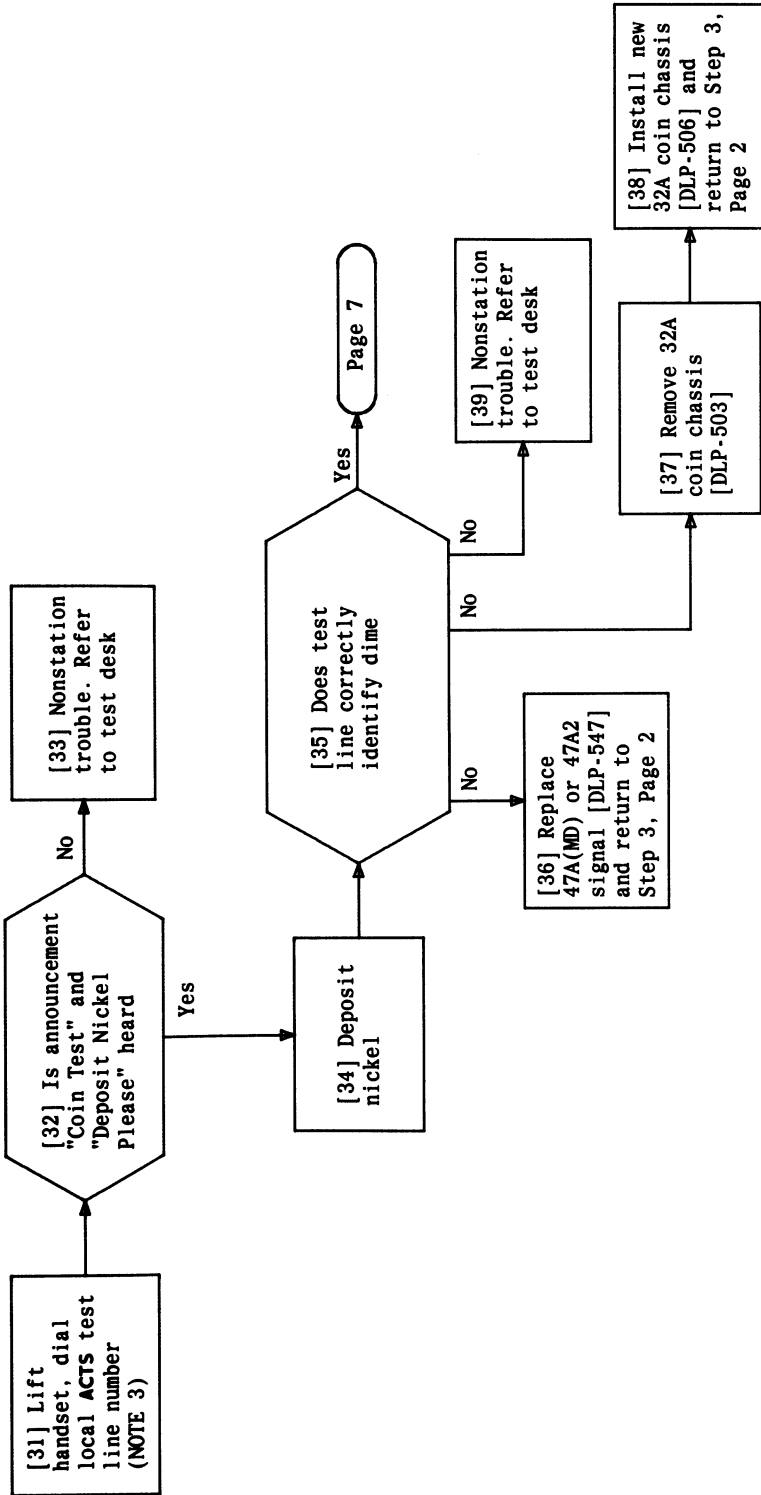 [31] Lift
handset, dial
local ACTS test
line number
(NOTE 3)
[32] Is announcement
"Coin Test" and
"Deposit Nickel
Please" heard
No
[33] Nonstation
trouble. Refer
to test desk
Yes
[34] Deposit
nickel
[35] Does test
line correctly
identify dime
Yes
Page 7
No
[36] Replace
47A(MD) or 47A2
signal [DLP-547]
and return to
Step 3, Page 2
No
[37] Remove 32A
coin chassis
[DLP-503]
[38] Install new
32A coin chassis
[DLP-506] and
return to Step 3,
Page 2
No
[39] Nonstation
trouble. Refer
to test desk